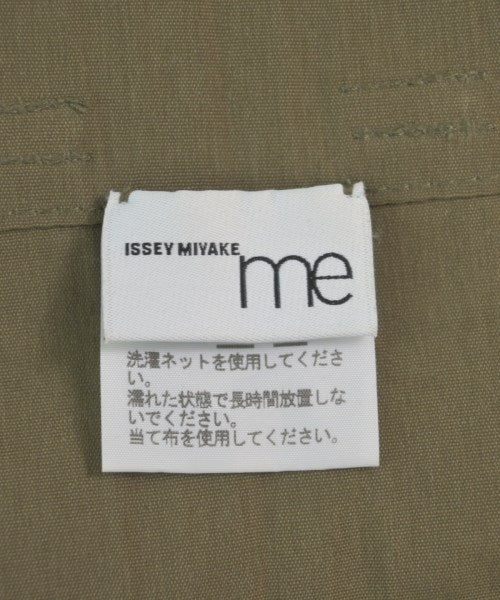 ISSEY MIYAKE me
洗濯ネットを使用してくださ
い。
濡れた状態で長時間放置しな
いでください。
当て布を使用してください。